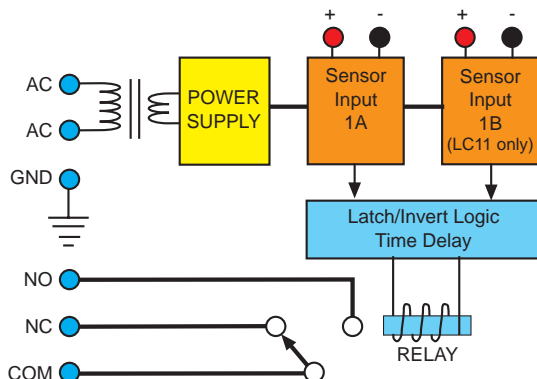 + - + -
AC
AC
GND
POWER
SUPPLY
Sensor
Input
1A
Sensor
Input
1B
(LC11 only)
Latch/Invert Logic
Time Delay
NO
NC
COM
RELAY